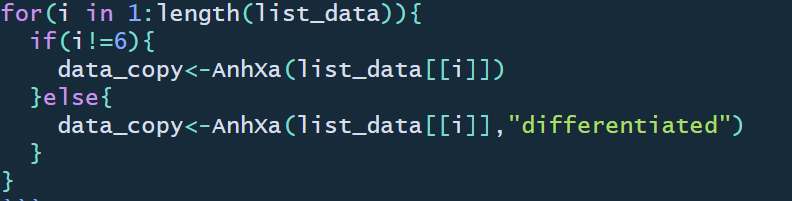 for(i in 1:length(list_data)){
  if(i!=6){
    data_copy<-AnhXa(list_data[[i]])
  }else{
    data_copy<-AnhXa(list_data[[i]],"differentiated")
  }
}